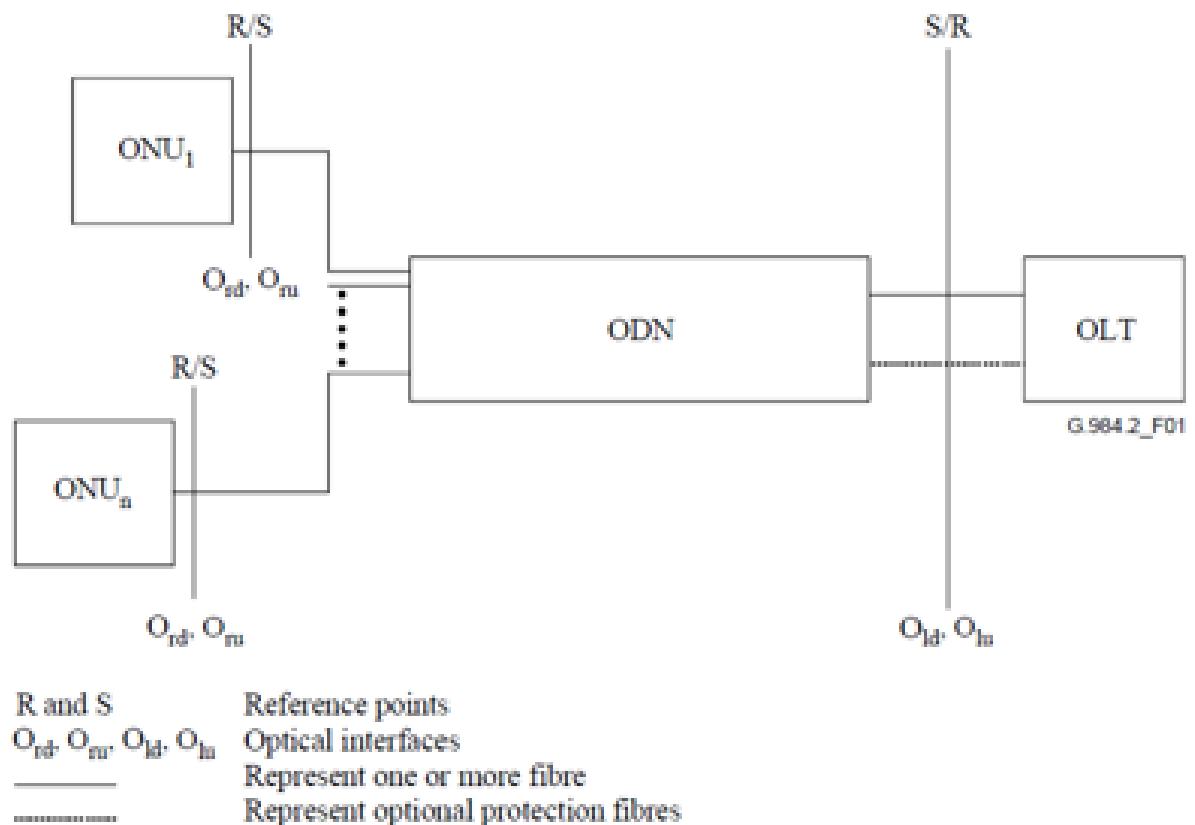 R/S
S/R
ONU₁
Oᵣd, Oᵣᵤ
ODN
OLT
R/S
G.984.2_F01
ONUₙ
Oᵣd, Oᵣᵤ
Oₗd, Oₗᵤ
R and S Reference points
Oᵣd, Oᵣᵤ, Oₗd, Oₗᵤ Optical interfaces
Represent one or more fibre
Represent optional protection fibres